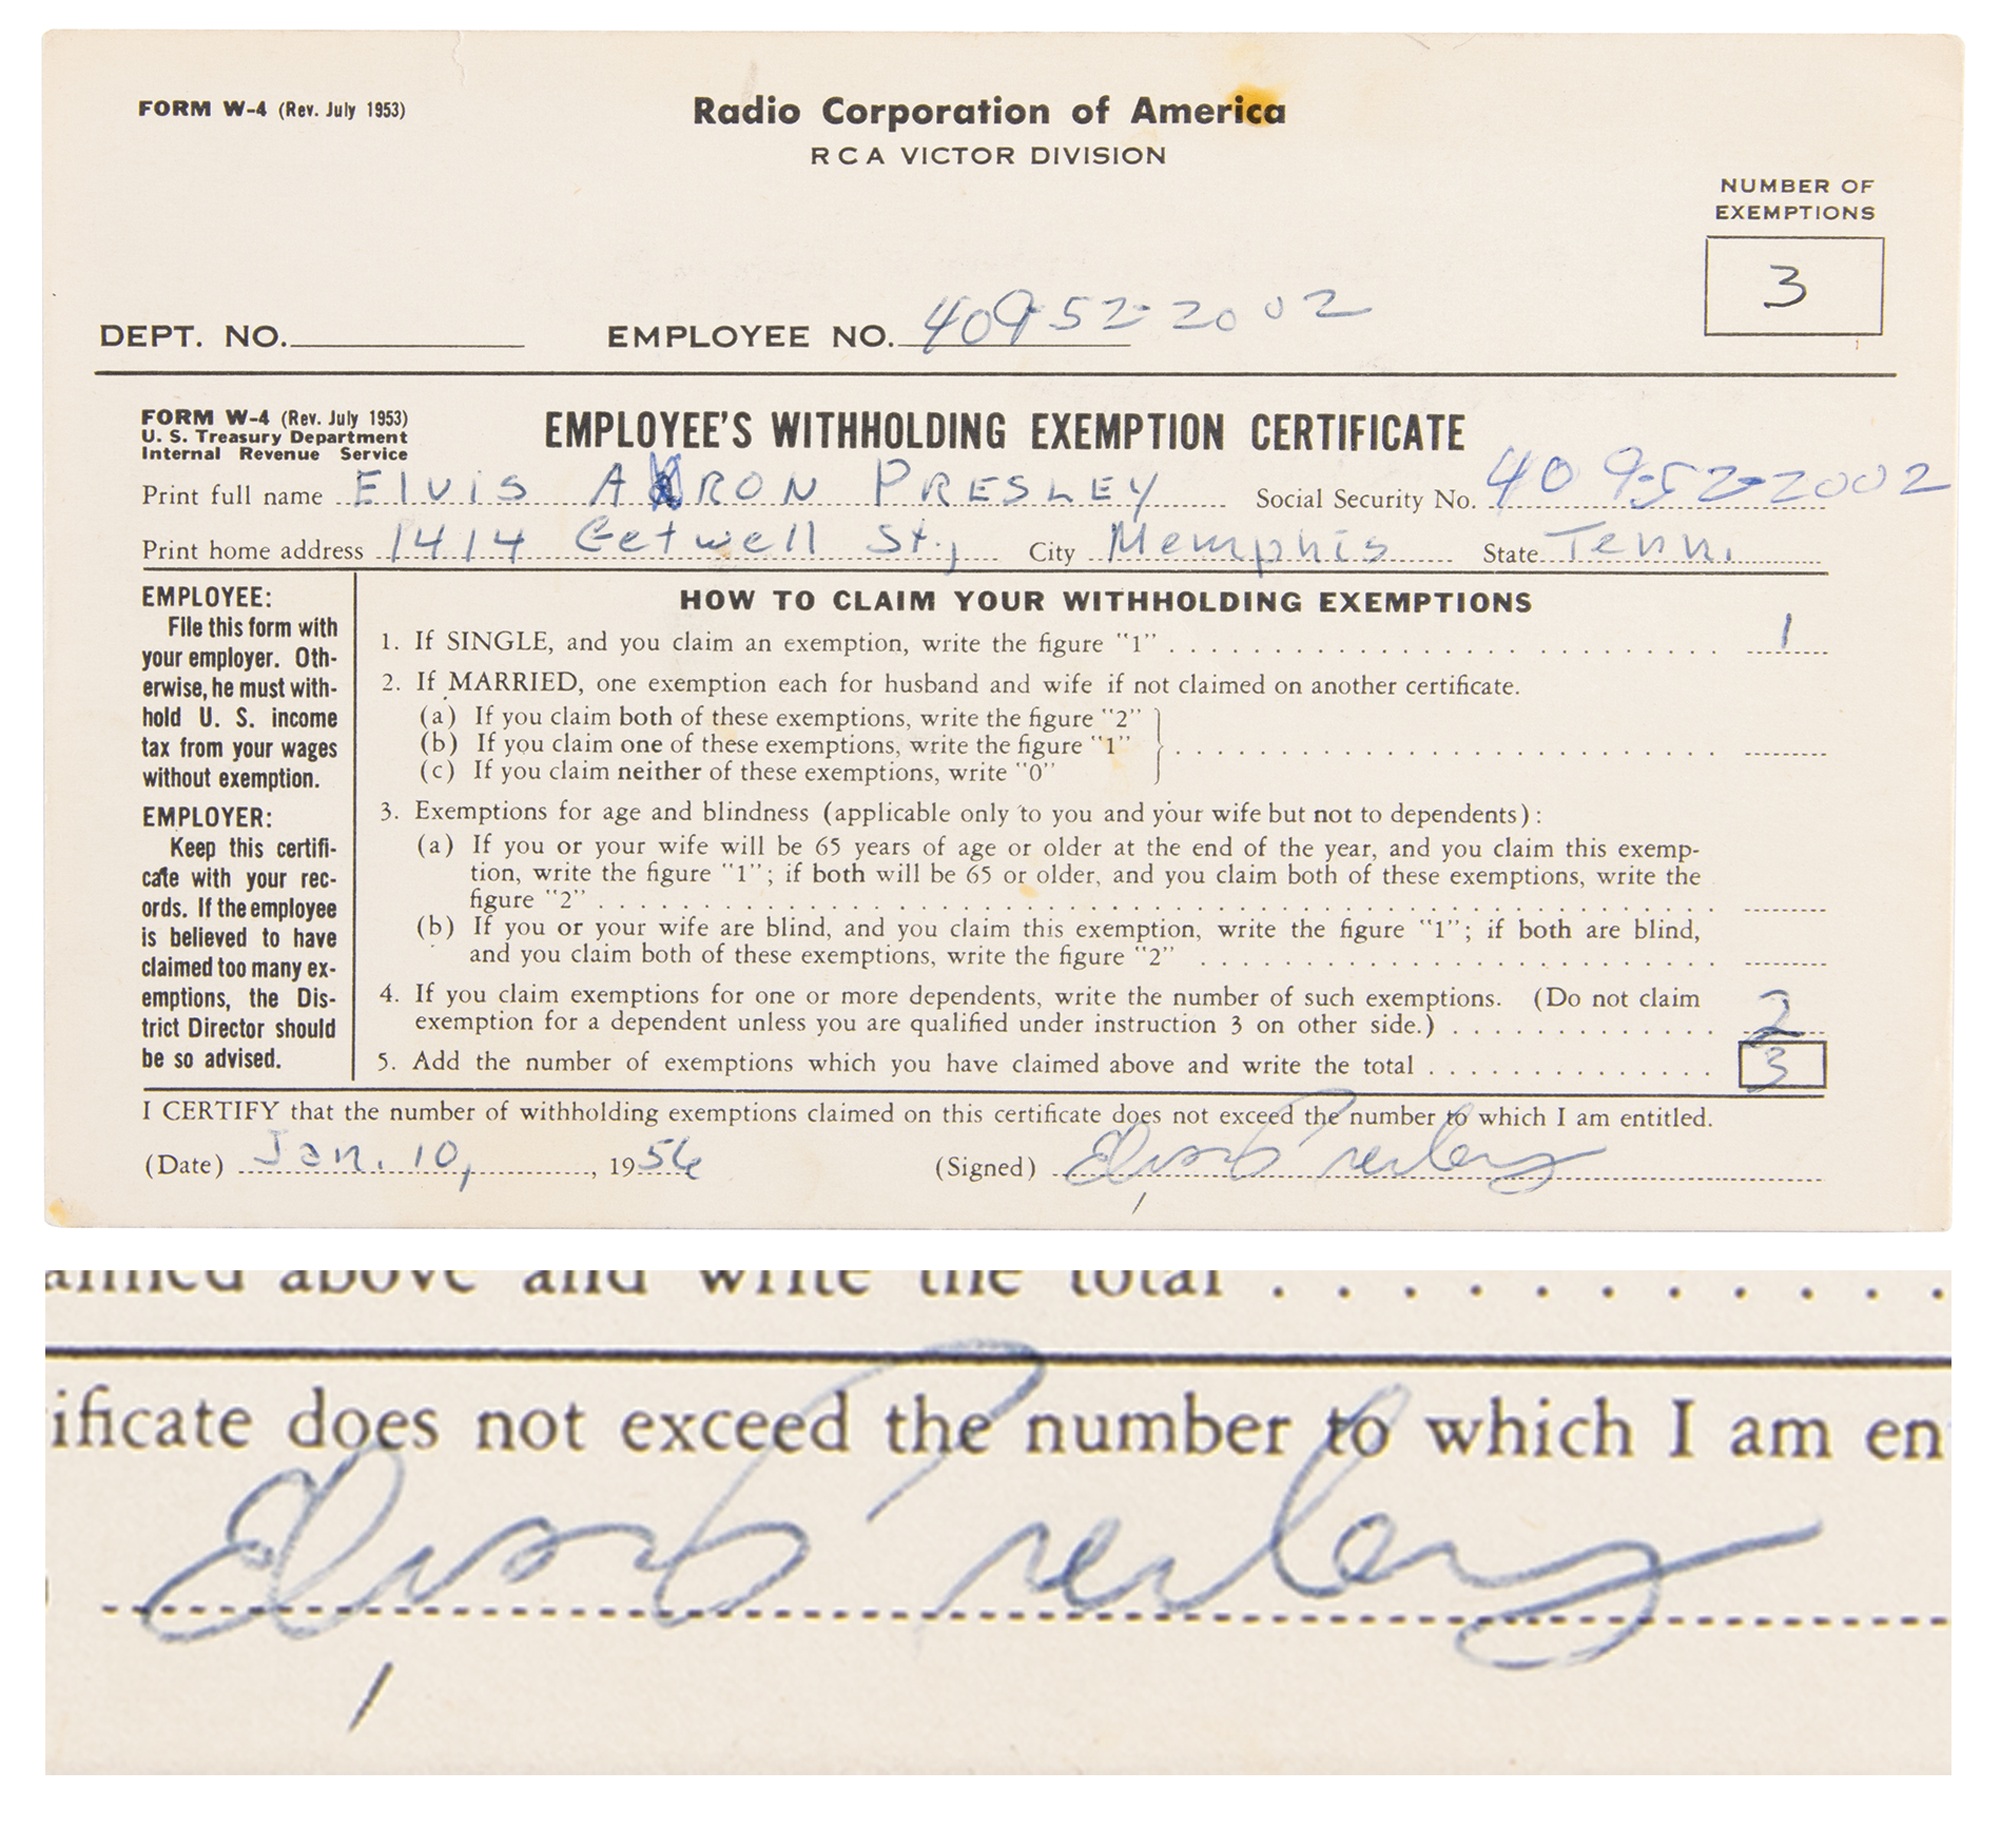 FORM W-4 (Rev. July 1953)
Radio Corporation of America
RCA VICTOR DIVISION
NUMBER OF
EXEMPTIONS
3
DEPT. NO. EMPLOYEE NO. 409-52-2002
FORM W-4 (Rev. July 1953)
U. S. Treasury Department
Internal Revenue Service
EMPLOYEE'S WITHHOLDING EXEMPTION CERTIFICATE
Print full name Elvis ARON PRESLEY Social Security No. 409-52-2002
Print home address 1414 Getwell St., City Memphis State Tenn.
EMPLOYEE:
File this form with
your employer. Oth-
erwise, he must with-
hold U. S. income
tax from your wages
without exemption.
EMPLOYER:
Keep this certifi-
cate with your rec-
ords. If the employee
is believed to have
claimed too many ex-
emptions, the Dis-
trict Director should
be so advised.
HOW TO CLAIM YOUR WITHHOLDING EXEMPTIONS
1. If SINGLE, and you claim an exemption, write the figure "1" . . . . . 1
2. If MARRIED, one exemption each for husband and wife if not claimed on another certificate.
(a) If you claim both of these exemptions, write the figure "2"
(b) If you claim one of these exemptions, write the figure "1"
(c) If you claim neither of these exemptions, write "0"
3. Exemptions for age and blindness (applicable only to you and your wife but not to dependents):
(a) If you or your wife will be 65 years of age or older at the end of the year, and you claim this exemp-
tion, write the figure "1"; if both will be 65 or older, and you claim both of these exemptions, write the
figure "2" . . . . .
(b) If you or your wife are blind, and you claim this exemption, write the figure "1"; if both are blind,
and you claim both of these exemptions, write the figure "2" . . . . .
4. If you claim exemptions for one or more dependents, write the number of such exemptions. (Do not claim
exemption for a dependent unless you are qualified under instruction 3 on other side.) . . . . . 2
5. Add the number of exemptions which you have claimed above and write the total . . . . . 3
I CERTIFY that the number of withholding exemptions claimed on this certificate does not exceed the number to which I am entitled.
(Date) Jan. 10, , 1956 (Signed) Elvis Presley
aimed above and write the total . . . . .
ificate does not exceed the number to which I am en
Elvis Presley